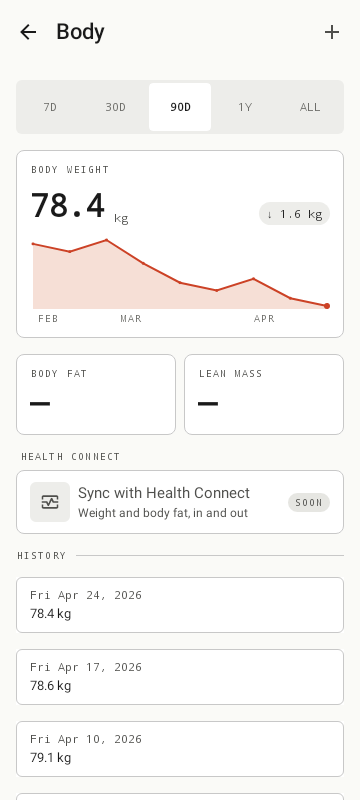 Body
7D 30D 90D 1Y ALL
BODY WEIGHT
78.4 kg
↓ 1.6 kg
FEB MAR APR
BODY FAT
—
LEAN MASS
—
HEALTH CONNECT
Sync with Health Connect
Weight and body fat, in and out
SOON
HISTORY
Fri Apr 24, 2026
78.4 kg
Fri Apr 17, 2026
78.6 kg
Fri Apr 10, 2026
79.1 kg